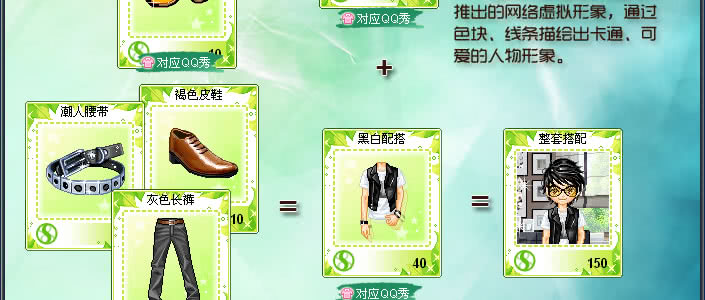 推出的网络虚拟形象，通过
色块、线条描绘出卡通、可
爱的人物形象。
对应QQ秀
10
对应QQ秀
+
潮人腰带
褐色皮鞋
10
灰色长裤
=
黑白配搭
40
对应QQ秀
=
整套搭配
150